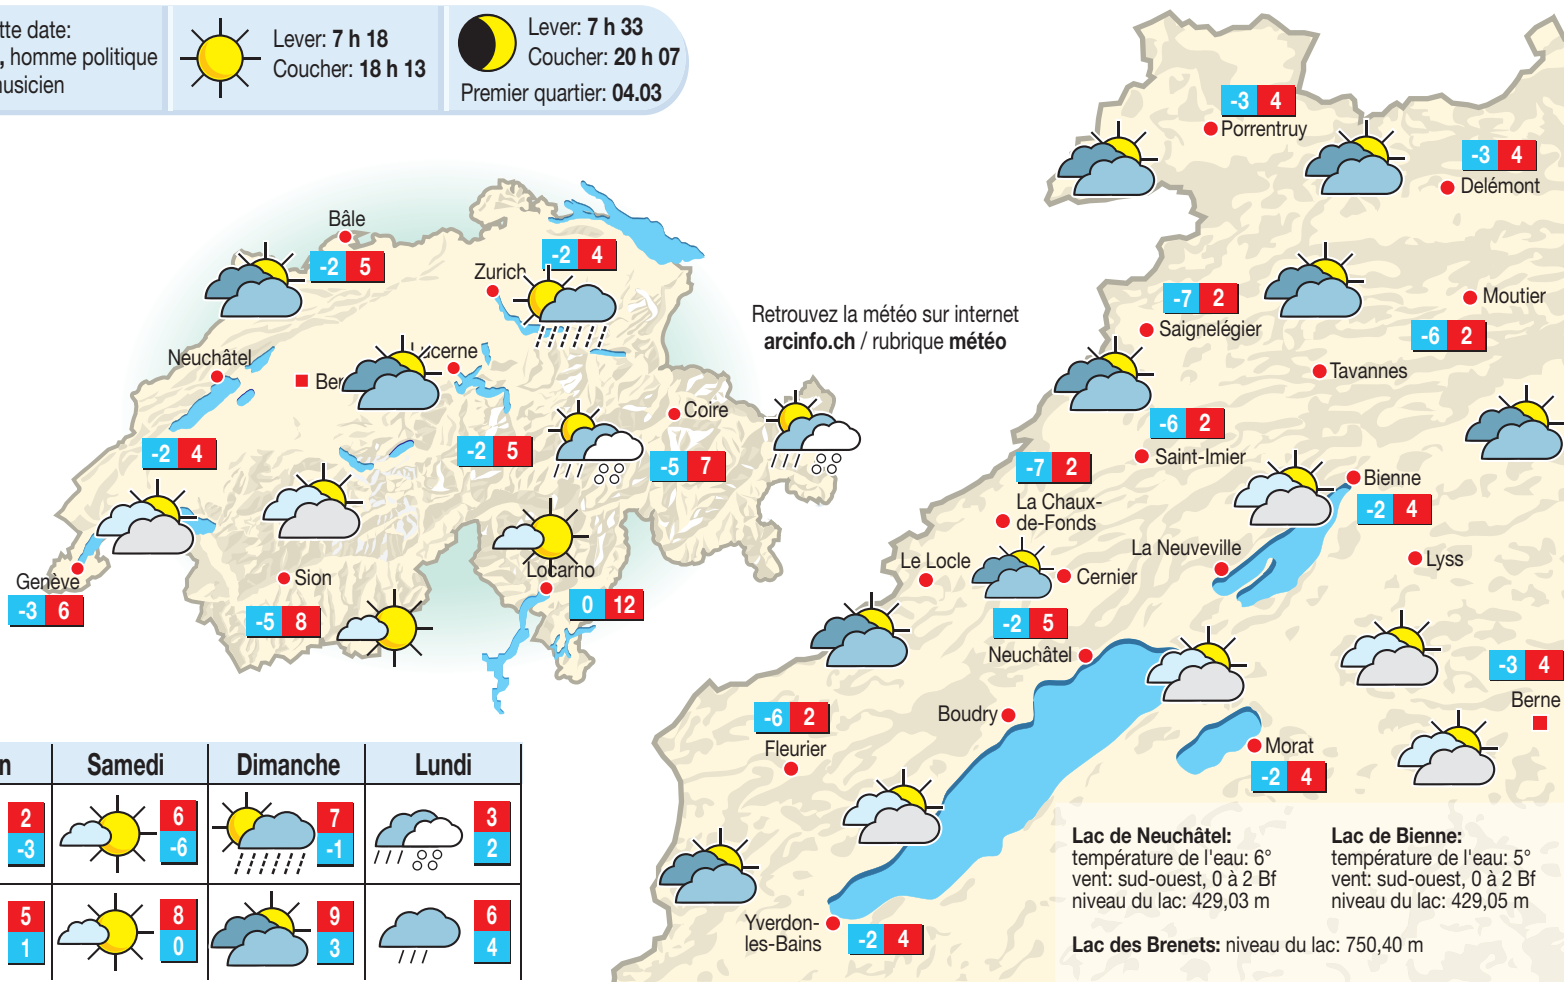 tte date:
, homme politique
usicien
Lever: 7 h 18
Coucher: 18 h 13
Lever: 7 h 33
Coucher: 20 h 07
Premier quartier: 04.03
Bâle
-2 5
Zurich
-2 4
Neuchâtel
-2 4
Ber
Lucerne
-2 5
Coire
-5 7
Genève
-3 6
Sion
-5 8
Locarno
0 12
Retrouvez la météo sur internet
arcinfo.ch / rubrique météo
-3 4
Porrentruy
-3 4
Delémont
-7 2
Saignelégier
Moutier
-6 2
Tavannes
-6 2
Saint-Imier
-7 2
La Chaux-
de-Fonds
Bienne
-2 4
Le Locle
Cernier
La Neuveville
Lyss
-2 5
Neuchâtel
-3 4
Berne
-6 2
Fleurier
Boudry
Morat
-2 4
Yverdon-
les-Bains
-2 4
n Samedi Dimanche Lundi
2 6 7 3
-3 -6 -1 2
5 8 9 6
1 0 3 4
Lac de Neuchâtel:
température de l'eau: 6°
vent: sud-ouest, 0 à 2 Bf
niveau du lac: 429,03 m
Lac de Bienne:
température de l'eau: 5°
vent: sud-ouest, 0 à 2 Bf
niveau du lac: 429,05 m
Lac des Brenets: niveau du lac: 750,40 m